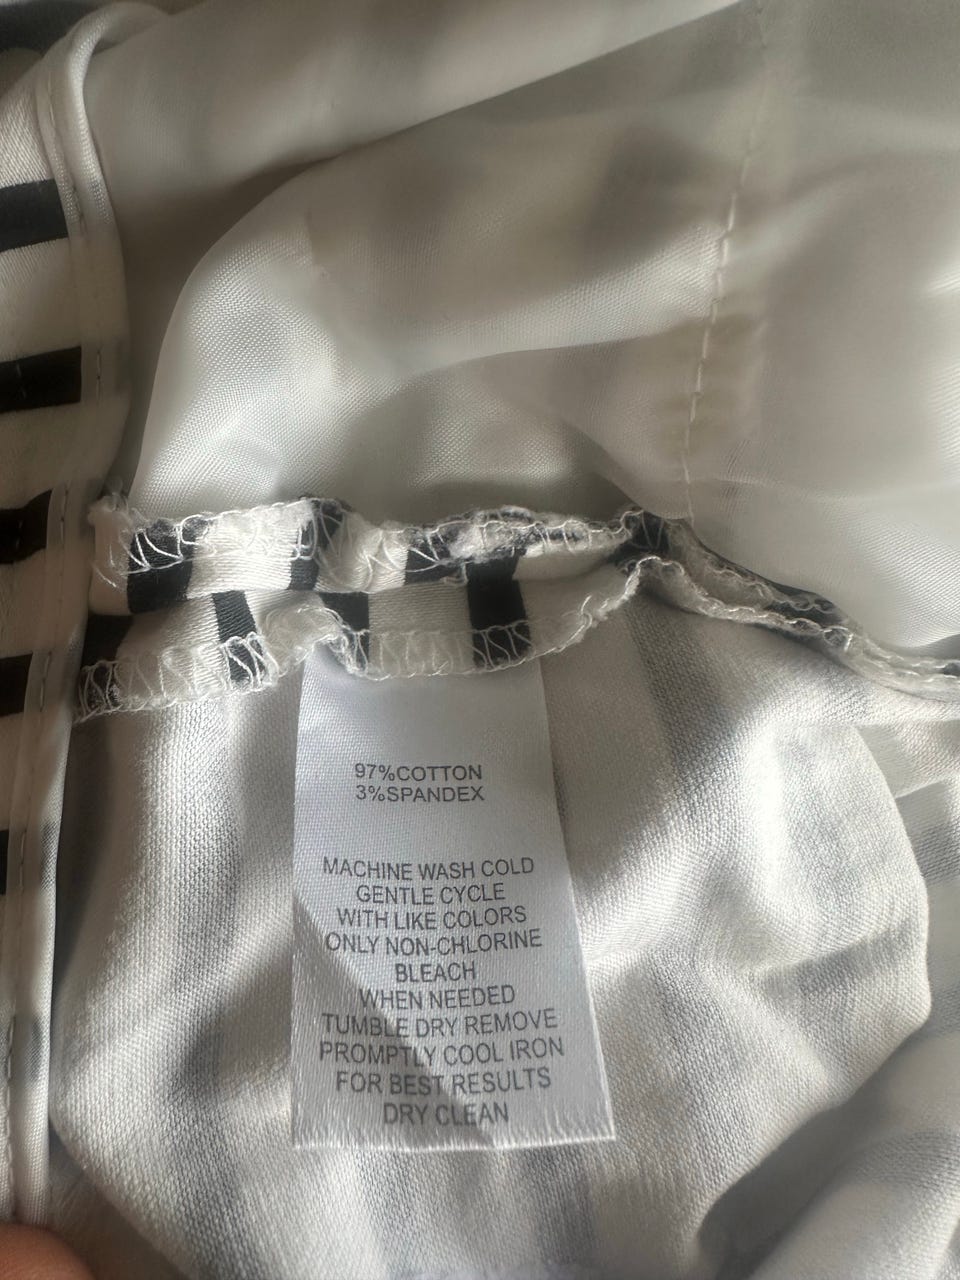 97%COTTON
3%SPANDEX
MACHINE WASH COLD
GENTLE CYCLE
WITH LIKE COLORS
ONLY NON-CHLORINE
BLEACH
WHEN NEEDED
TUMBLE DRY REMOVE
PROMPTLY COOL IRON
FOR BEST RESULTS
DRY CLEAN